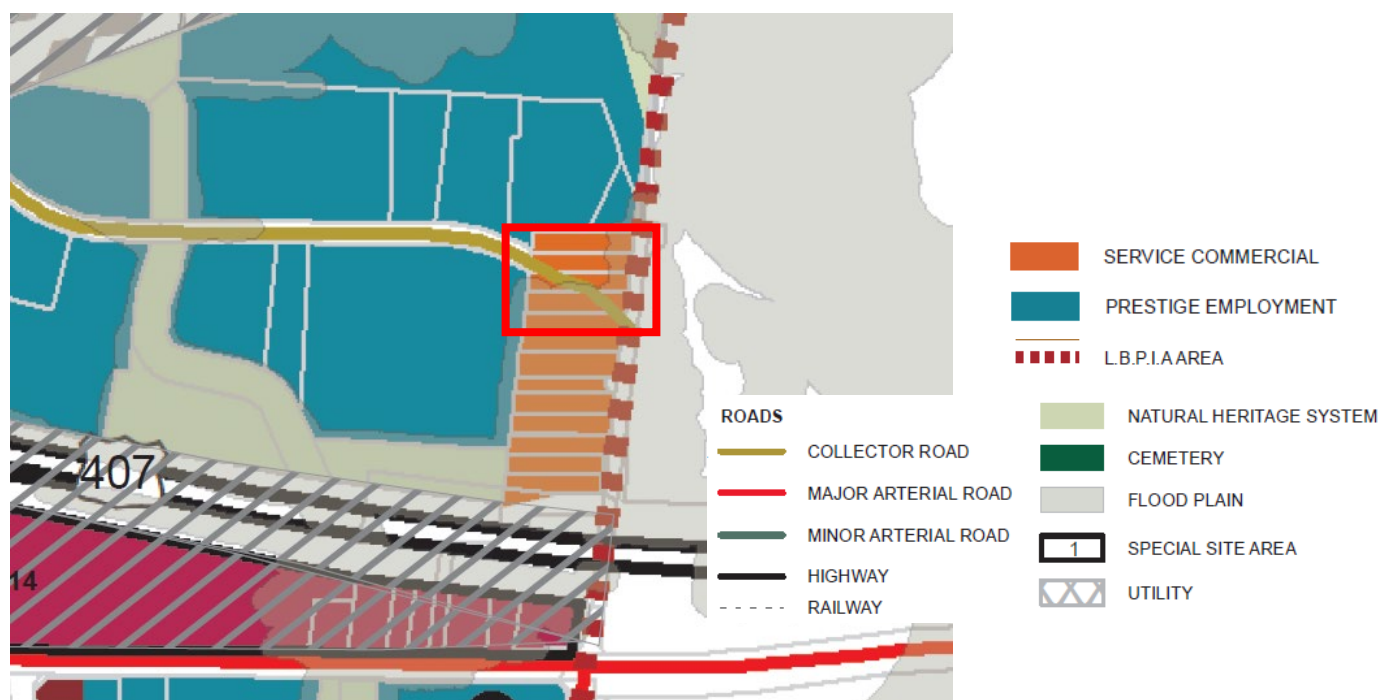 SERVICE COMMERCIAL
PRESTIGE EMPLOYMENT
L.B.P.I.A AREA
ROADS
COLLECTOR ROAD
MAJOR ARTERIAL ROAD
MINOR ARTERIAL ROAD
HIGHWAY
RAILWAY
NATURAL HERITAGE SYSTEM
CEMETERY
FLOOD PLAIN
1
SPECIAL SITE AREA
UTILITY
407
14